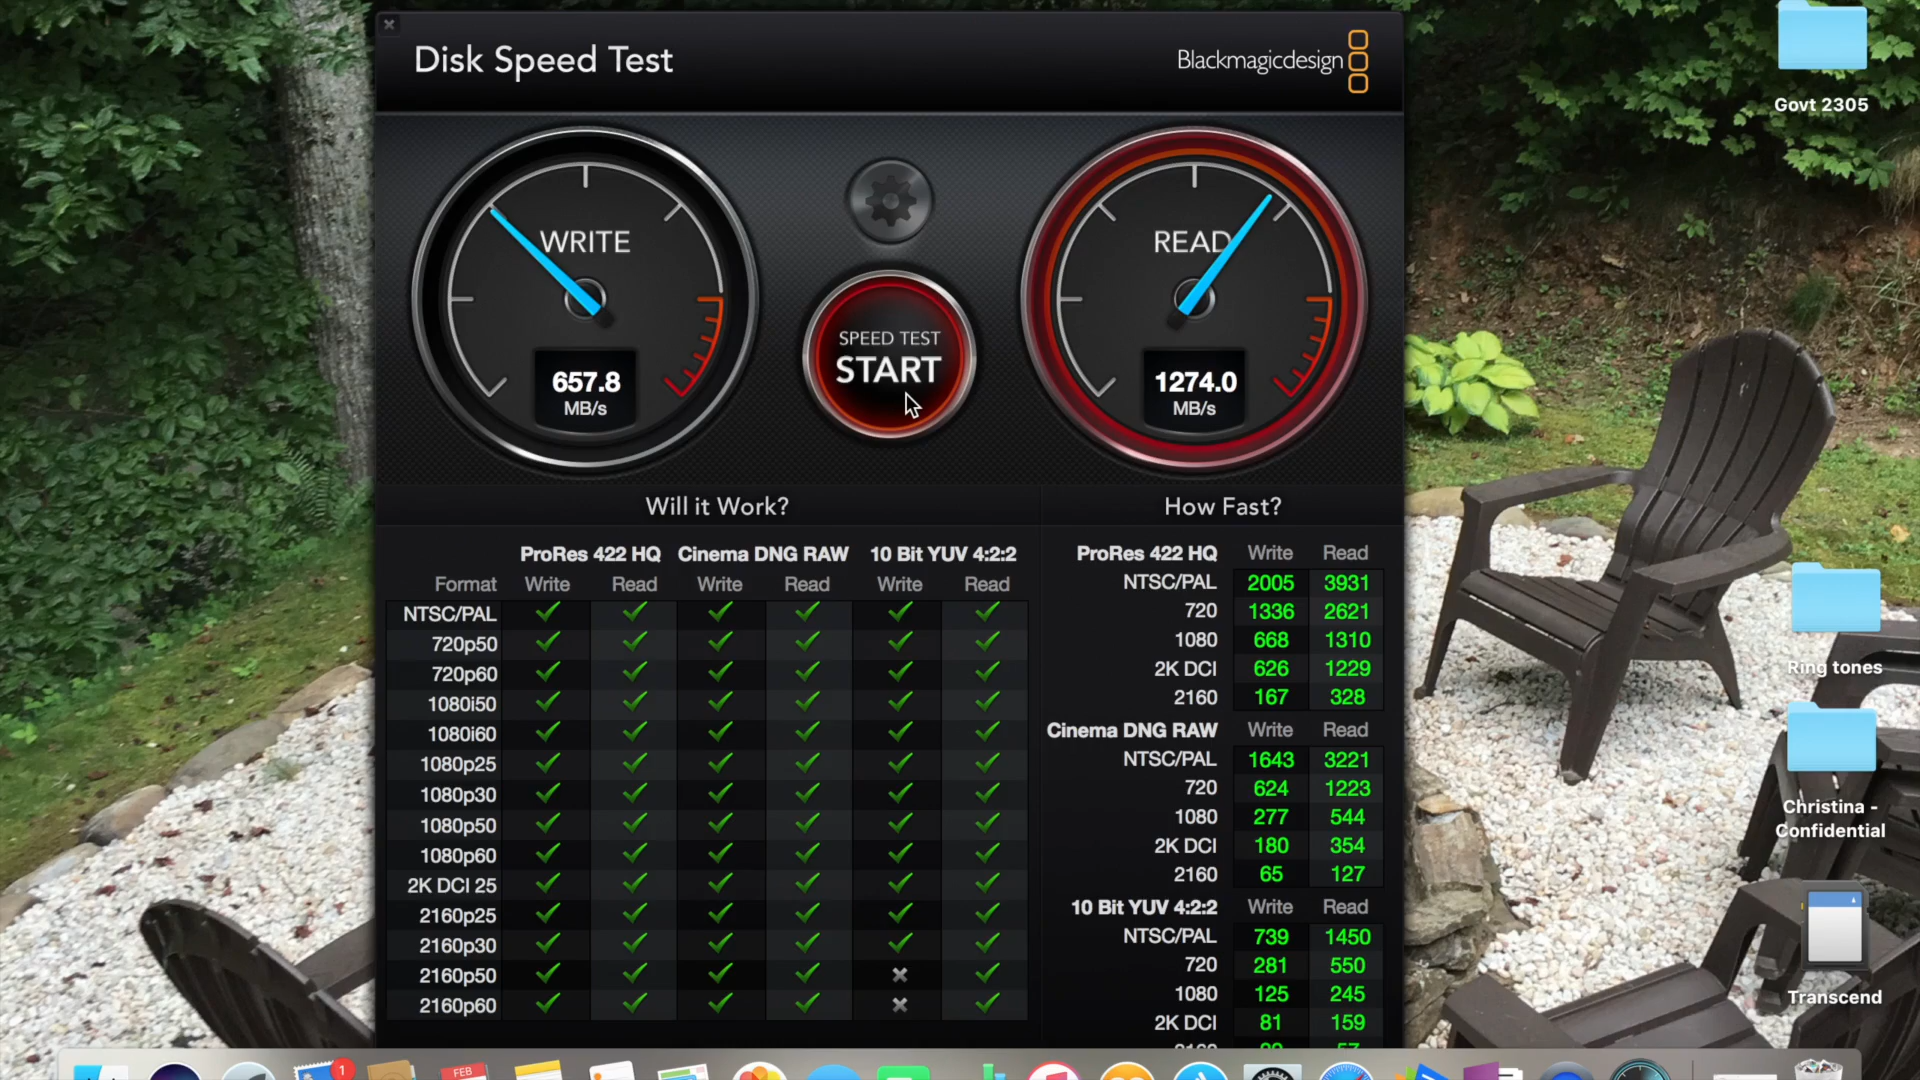 Disk Speed Test
Blackmagicdesign
WRITE
657.8
MB/s
SPEED TEST
START
READ
1274.0
MB/s
Will it Work?
ProRes 422 HQ Cinema DNG RAW 10 Bit YUV 4:2:2
Format Write Read Write Read Write Read
NTSC/PAL
720p50
720p60
1080i50
1080i60
1080p25
1080p30
1080p50
1080p60
2K DCI 25
2160p25
2160p30
2160p50
2160p60
How Fast?
ProRes 422 HQ Write Read
NTSC/PAL 2005 3931
720 1336 2621
1080 668 1310
2K DCI 626 1229
2160 167 328
Cinema DNG RAW Write Read
NTSC/PAL 1643 3221
720 624 1223
1080 277 544
2K DCI 180 354
2160 65 127
10 Bit YUV 4:2:2 Write Read
NTSC/PAL 739 1450
720 281 550
1080 125 245
2K DCI 81 159
Govt 2305
Ring tones
Christina -
Confidential
Transcend
1
FEB